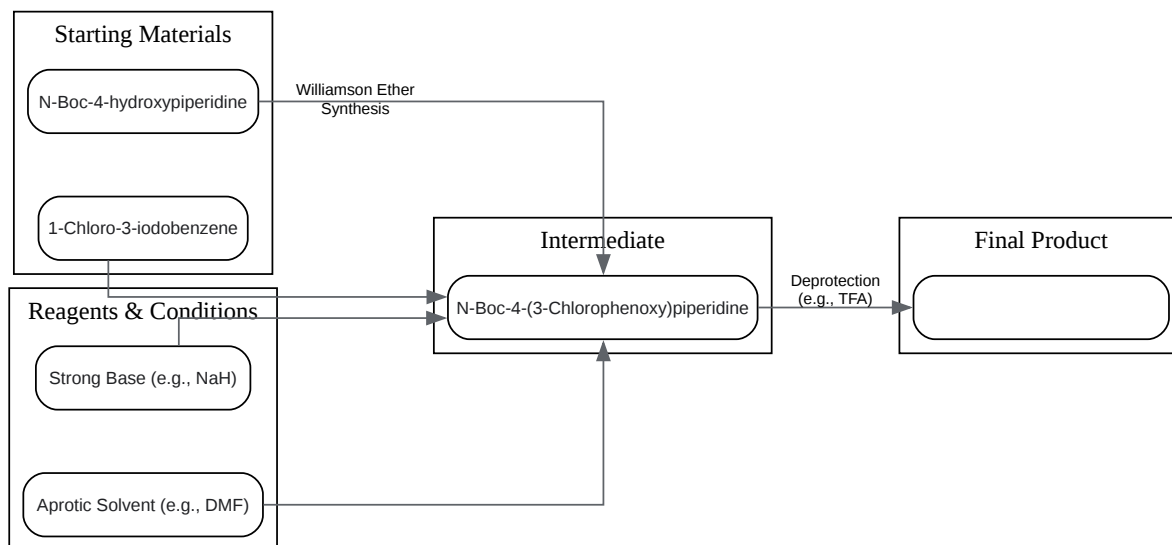 Starting Materials
N-Boc-4-hydroxypiperidine
Williamson Ether
Synthesis
1-Chloro-3-iodobenzene
Reagents & Conditions
Strong Base (e.g., NaH)
Aprotic Solvent (e.g., DMF)
Intermediate
N-Boc-4-(3-Chlorophenoxy)piperidine
Deprotection
(e.g., TFA)
Final Product